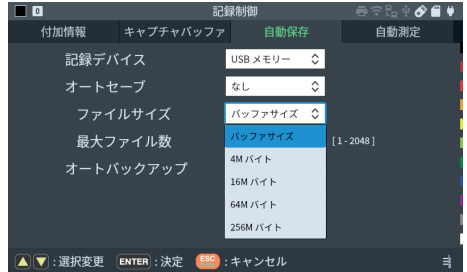 0 記録制御
付加情報 キャプチャバッファ 自動保存 自動測定
記録デバイス USB メモリー
オートセーブ なし
ファイルサイズ バッファサイズ
バッファサイズ
最大ファイル数 [ 1 - 2048 ]
4M バイト
オートバックアップ
16M バイト
64M バイト
256M バイト
:選択変更 ENTER :決定 ESC :キャンセル